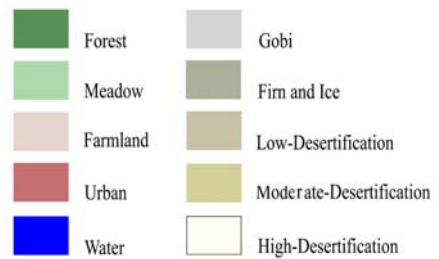 Forest
Meadow
Farmland
Urban
Water
Gobi
Firn and Ice
Low-Desertification
Moderate-Desertification
High-Desertification